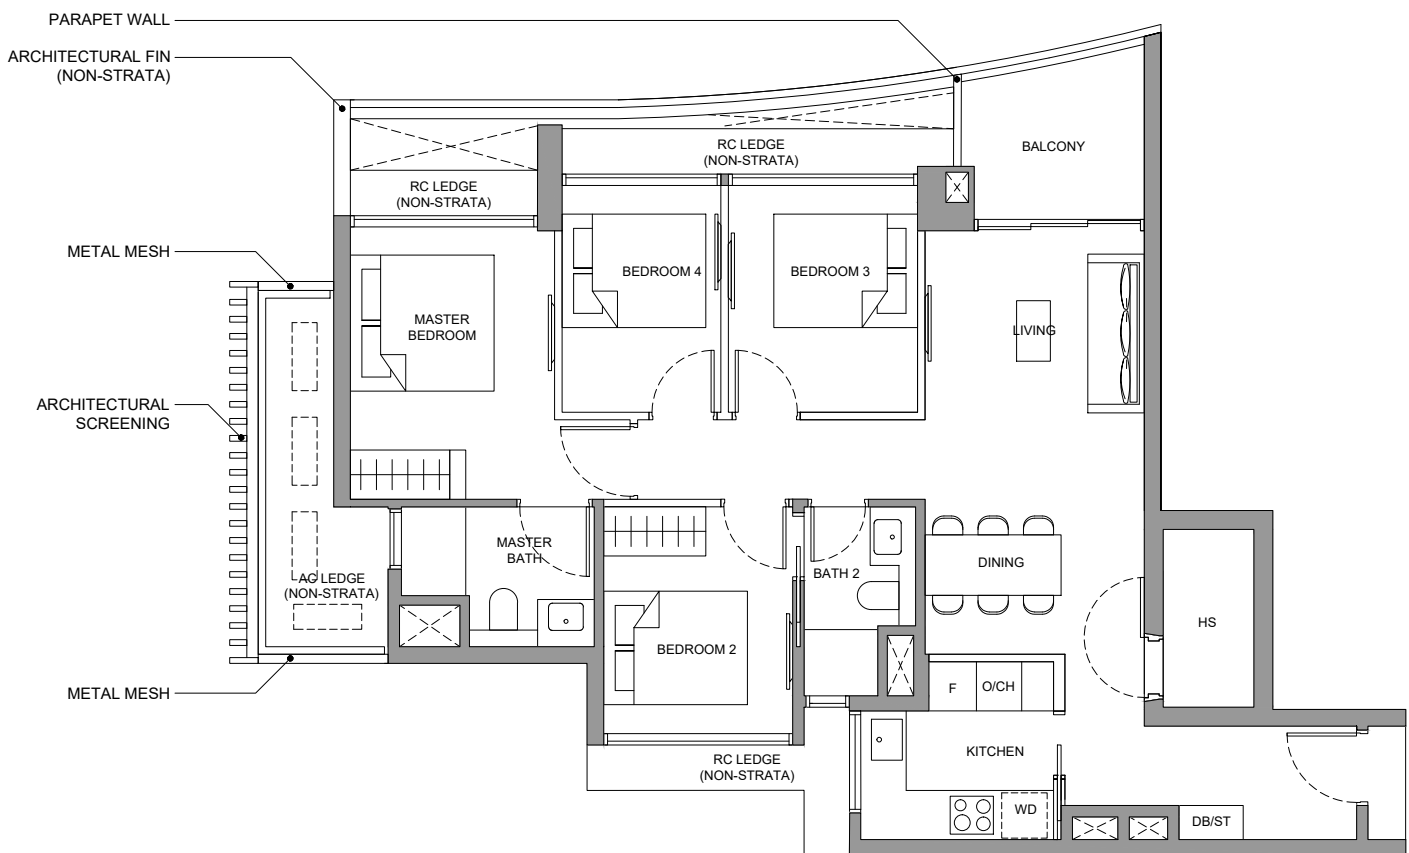 PARAPET WALL
ARCHITECTURAL FIN
(NON-STRATA)
BALCONY
RC LEDGE
(NON-STRATA)
RC LEDGE
(NON-STRATA)
X
METAL MESH
BEDROOM 4
BEDROOM 3
MASTER
BEDROOM
LIVING
ARCHITECTURAL
SCREENING
MASTER
BATH
DINING
BATH 2
AC LEDGE
(NON-STRATA)
HS
BEDROOM 2
METAL MESH
F
O/CH
KITCHEN
RC LEDGE
(NON-STRATA)
WD
DB/ST